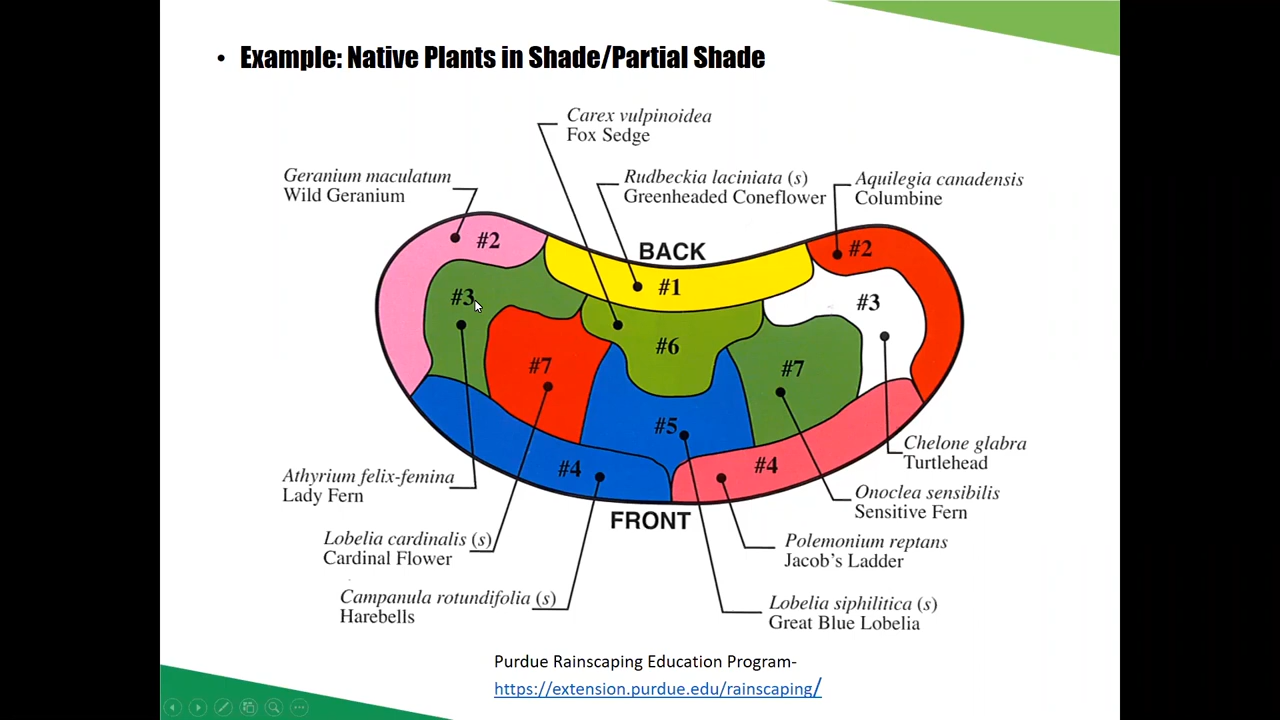 • Example: Native Plants in Shade/Partial Shade
Carex vulpinoidea
Fox Sedge
Geranium maculatum
Wild Geranium
Rudbeckia laciniata (s)
Greenheaded Coneflower
Aquilegia canadensis
Columbine
#2
BACK
#2
#1
#3
#3
#6
#7
#7
#5
#4
#4
Chelone glabra
Turtlehead
Athyrium felix-femina
Lady Fern
Onoclea sensibilis
Sensitive Fern
FRONT
Lobelia cardinalis (s)
Cardinal Flower
Polemonium reptans
Jacob's Ladder
Campanula rotundifolia (s)
Harebells
Lobelia siphilitica (s)
Great Blue Lobelia
Purdue Rainscaping Education Program-
https://extension.purdue.edu/rainscaping/